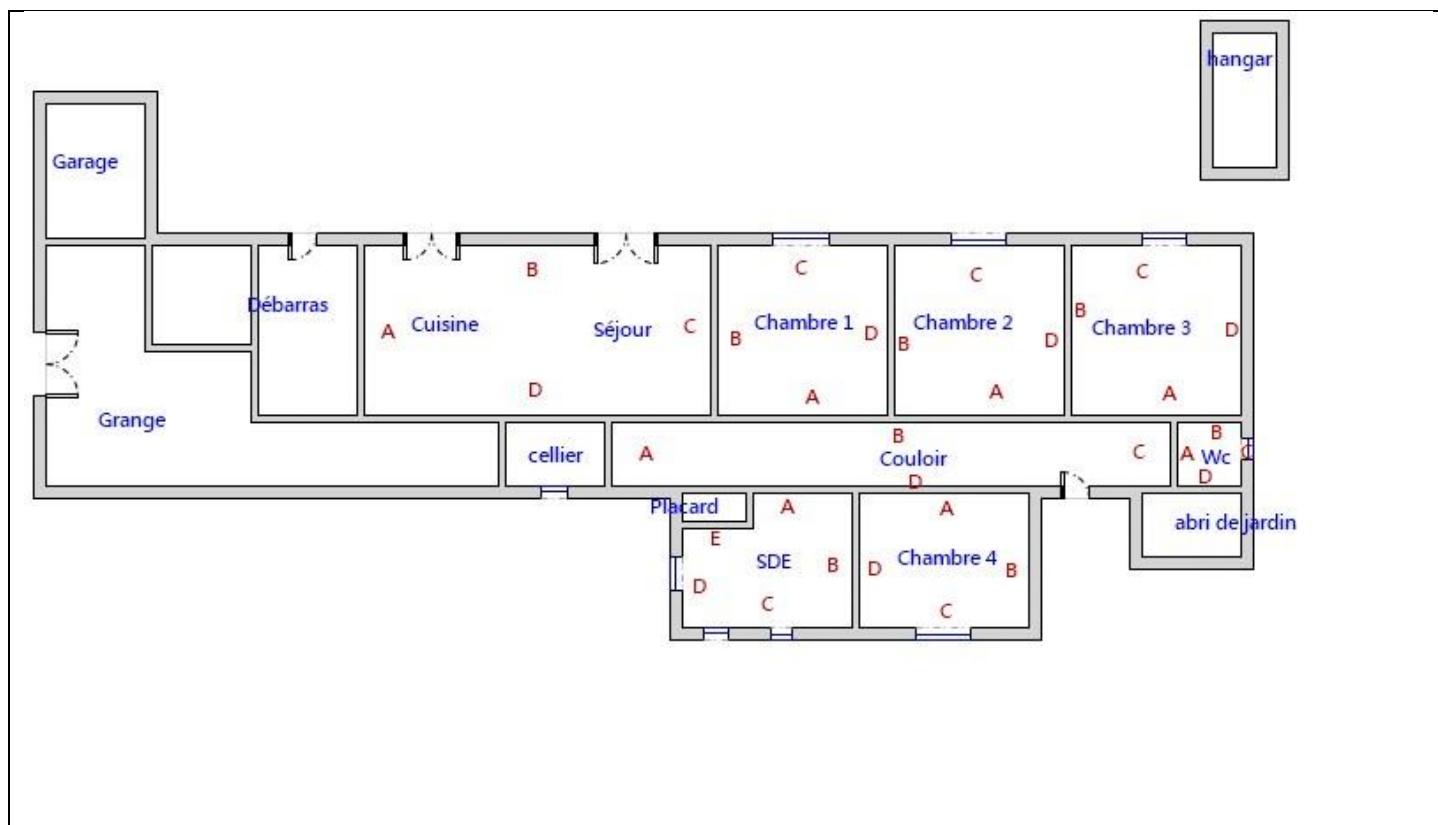 hangar
Garage
B
C
C
C
Débarras
A
Cuisine
Séjour
C
B
Chambre 1
D
B
Chambre 2
D
B
Chambre 3
D
D
A
A
A
Grange
cellier
A
B
Couloir
C
D
B
A
Wc
C
D
Placard
A
A
abri de jardin
E
SDE
B
D
Chambre 4
B
D
C
C